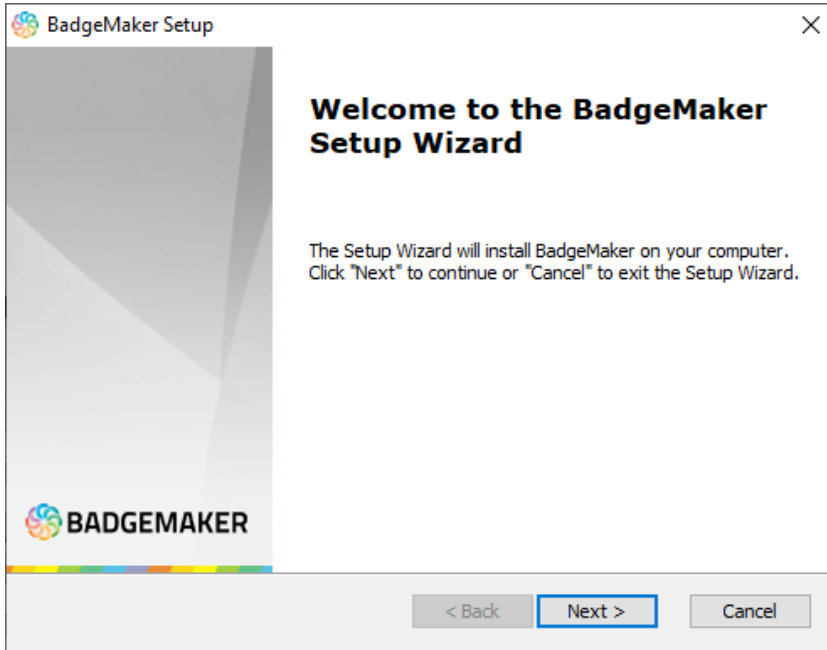 BadgeMaker Setup
Welcome to the BadgeMaker
Setup Wizard
The Setup Wizard will install BadgeMaker on your computer.
Click "Next" to continue or "Cancel" to exit the Setup Wizard.
BADGEMAKER
< Back
Next >
Cancel